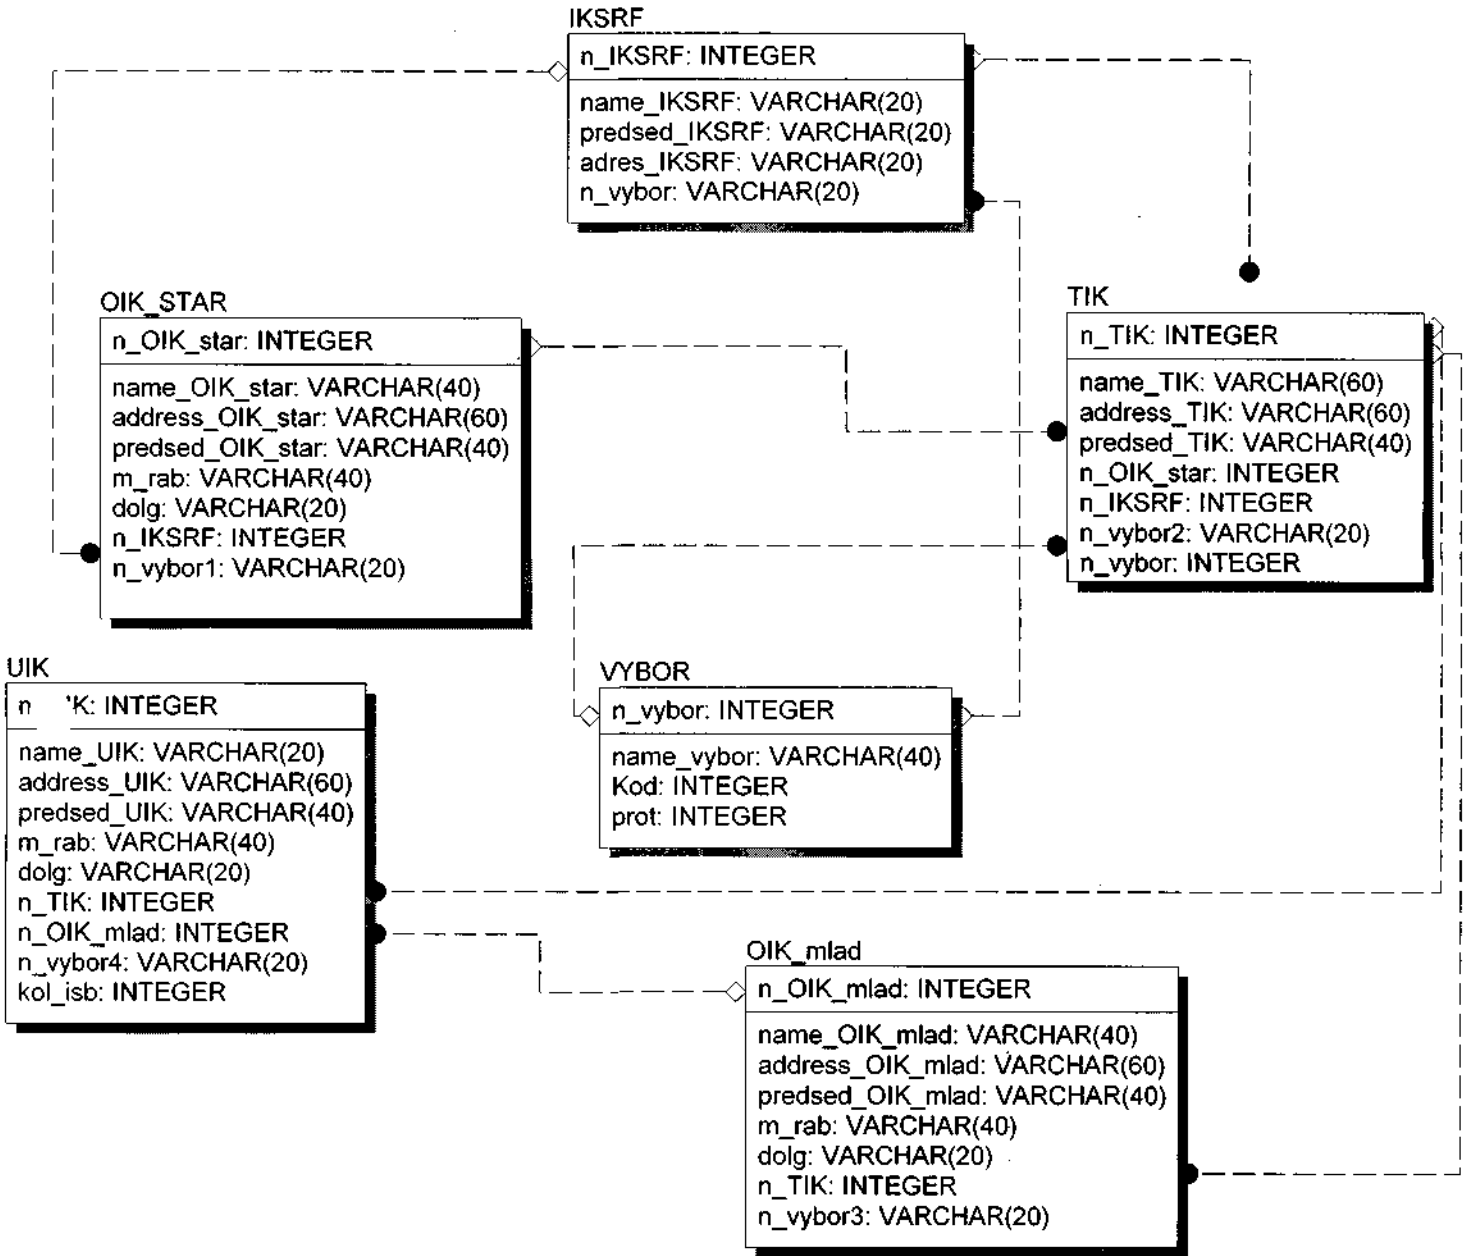 IKSRF
n_IKSRF: INTEGER
name_IKSRF: VARCHAR(20)
predsed_IKSRF: VARCHAR(20)
adres_IKSRF: VARCHAR(20)
n_vybor: VARCHAR(20)
OIK_STAR
n_OIK_star: INTEGER
name_OIK_star: VARCHAR(40)
address_OIK_star: VARCHAR(60)
predsed_OIK_star: VARCHAR(40)
m_rab: VARCHAR(40)
dolg: VARCHAR(20)
n_IKSRF: INTEGER
n_vybor1: VARCHAR(20)
TIK
n_TIK: INTEGER
name_TIK: VARCHAR(60)
address_TIK: VARCHAR(60)
predsed_TIK: VARCHAR(40)
n_OIK_star: INTEGER
n_IKSRF: INTEGER
n_vybor2: VARCHAR(20)
n_vybor: INTEGER
UIK
n K: INTEGER
name_UIK: VARCHAR(20)
address_UIK: VARCHAR(60)
predsed_UIK: VARCHAR(40)
m_rab: VARCHAR(40)
dolg: VARCHAR(20)
n_TIK: INTEGER
n_OIK_mlad: INTEGER
n_vybor4: VARCHAR(20)
kol_isb: INTEGER
VYBOR
n_vybor: INTEGER
name_vybor: VARCHAR(40)
Kod: INTEGER
prot: INTEGER
OIK_mlad
n_OIK_mlad: INTEGER
name_OIK_mlad: VARCHAR(40)
address_OIK_mlad: VARCHAR(60)
predsed_OIK_mlad: VARCHAR(40)
m_rab: VARCHAR(40)
dolg: VARCHAR(20)
n_TIK: INTEGER
n_vybor3: VARCHAR(20)